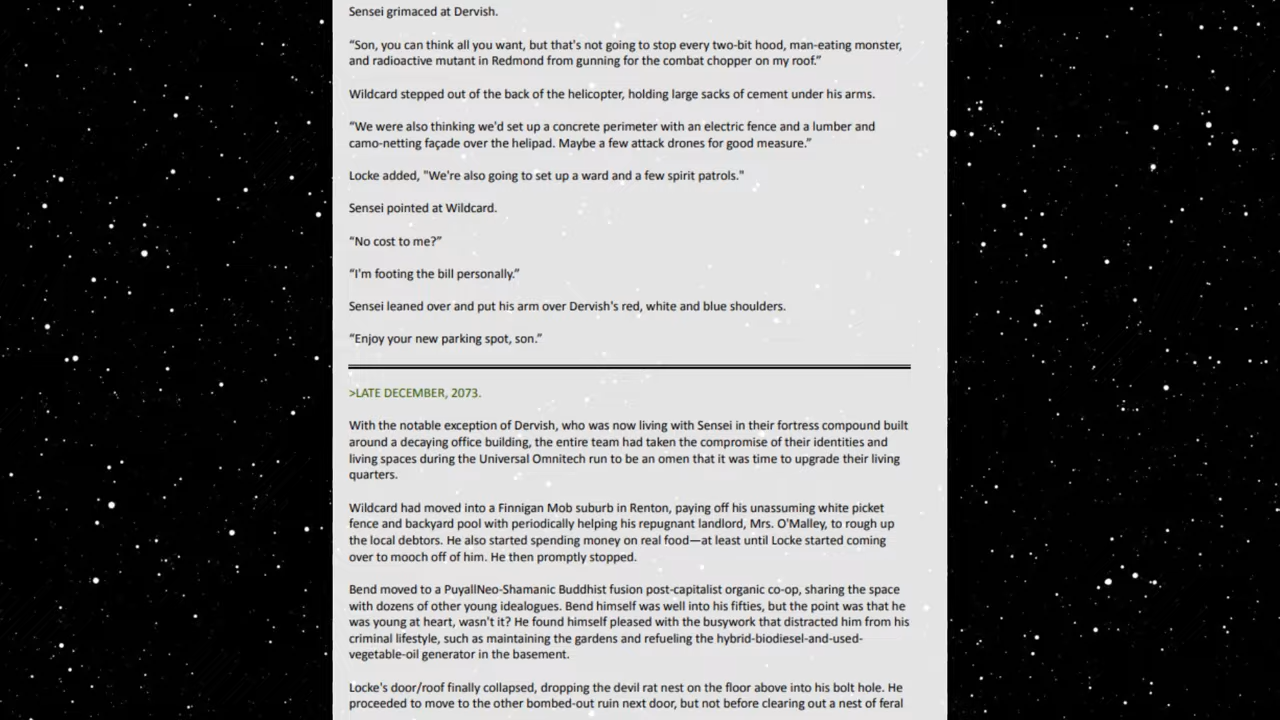 Sensei grimaced at Dervish.
“Son, you can think all you want, but that's not going to stop every two-bit hood, man-eating monster,
and radioactive mutant in Redmond from gunning for the combat chopper on my roof.”
Wildcard stepped out of the back of the helicopter, holding large sacks of cement under his arms.
“We were also thinking we'd set up a concrete perimeter with an electric fence and a lumber and
camo-netting façade over the helipad. Maybe a few attack drones for good measure.”
Locke added, "We're also going to set up a ward and a few spirit patrols."
Sensei pointed at Wildcard.
“No cost to me?”
“I'm footing the bill personally.”
Sensei leaned over and put his arm over Dervish's red, white and blue shoulders.
“Enjoy your new parking spot, son.”
>LATE DECEMBER, 2073.
With the notable exception of Dervish, who was now living with Sensei in their fortress compound built
around a decaying office building, the entire team had taken the compromise of their identities and
living spaces during the Universal Omnitech run to be an omen that it was time to upgrade their living
quarters.
Wildcard had moved into a Finnigan Mob suburb in Renton, paying off his unassuming white picket
fence and backyard pool with periodically helping his repugnant landlord, Mrs. O'Malley, to rough up
the local debtors. He also started spending money on real food—at least until Locke started coming
over to mooch off of him. He then promptly stopped.
Bend moved to a PuyallNeo-Shamanic Buddhist fusion post-capitalist organic co-op, sharing the space
with dozens of other young idealogues. Bend himself was well into his fifties, but the point was that he
was young at heart, wasn't it? He found himself pleased with the busywork that distracted him from his
criminal lifestyle, such as maintaining the gardens and refueling the hybrid-biodiesel-and-used-
vegetable-oil generator in the basement.
Locke's door/roof finally collapsed, dropping the devil rat nest on the floor above into his bolt hole. He
proceeded to move to the other bombed-out ruin next door, but not before clearing out a nest of feral